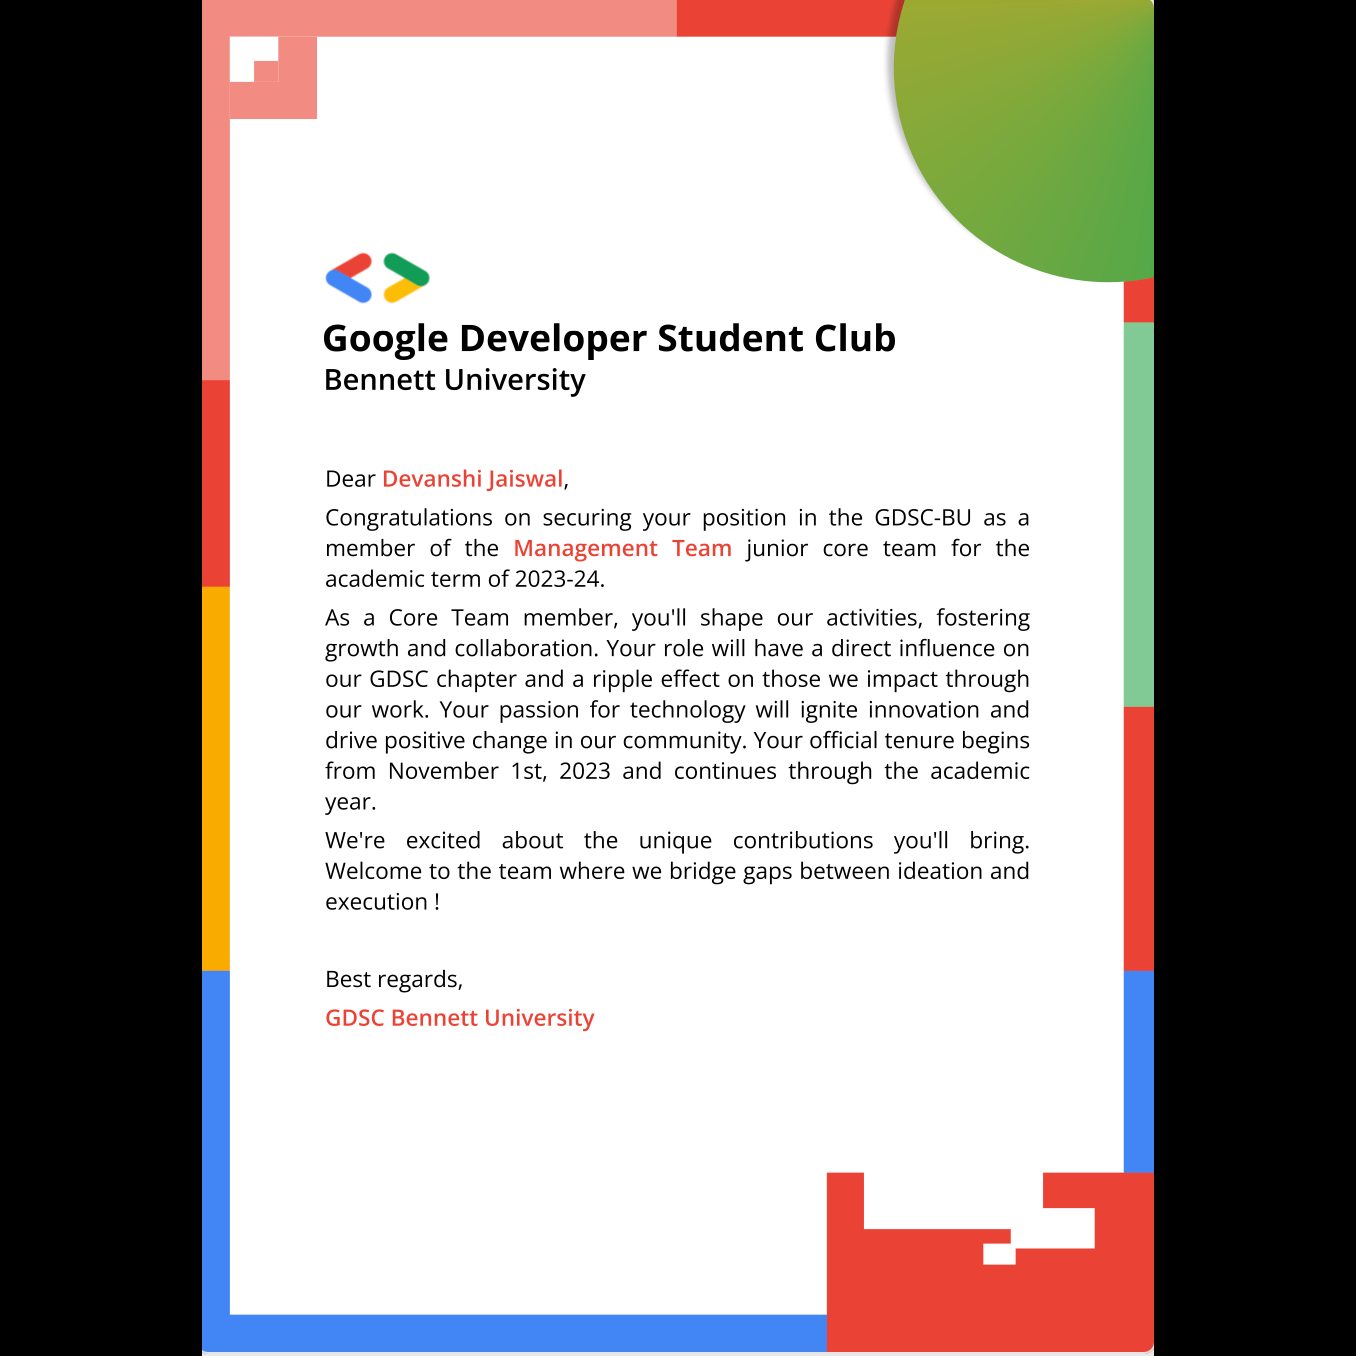 Google Developer Student Club
Bennett University
Dear Devanshi Jaiswal,
Congratulations on securing your position in the GDSC-BU as a
member of the Management Team junior core team for the
academic term of 2023-24.
As a Core Team member, you'll shape our activities, fostering
growth and collaboration. Your role will have a direct influence on
our GDSC chapter and a ripple effect on those we impact through
our work. Your passion for technology will ignite innovation and
drive positive change in our community. Your official tenure begins
from November 1st, 2023 and continues through the academic
year.
We're excited about the unique contributions you'll bring.
Welcome to the team where we bridge gaps between ideation and
execution !
Best regards,
GDSC Bennett University